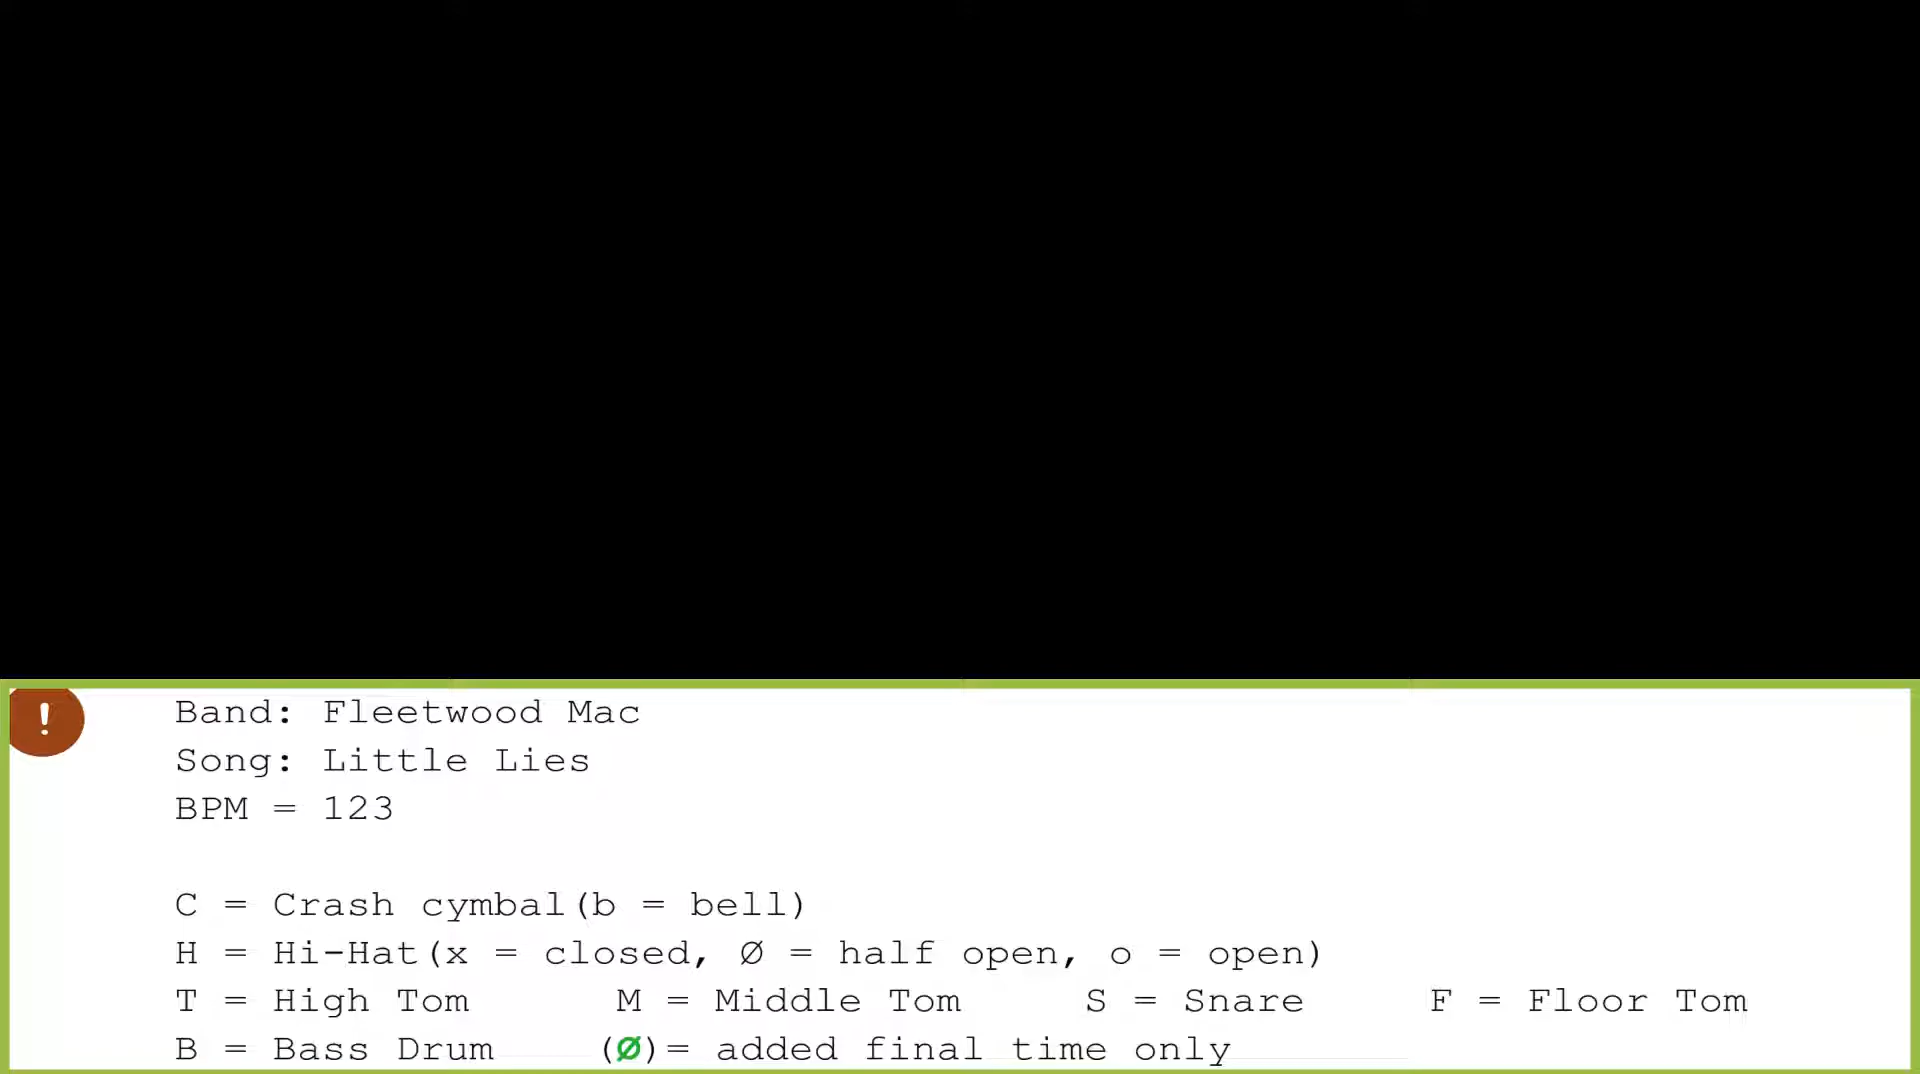 !
Band: Fleetwood Mac
Song: Little Lies
BPM = 123
C = Crash cymbal(b = bell)
H = Hi-Hat(x = closed, Ø = half open, o = open)
T = High Tom M = Middle Tom S = Snare F = Floor Tom
B = Bass Drum (Ø)= added final time only